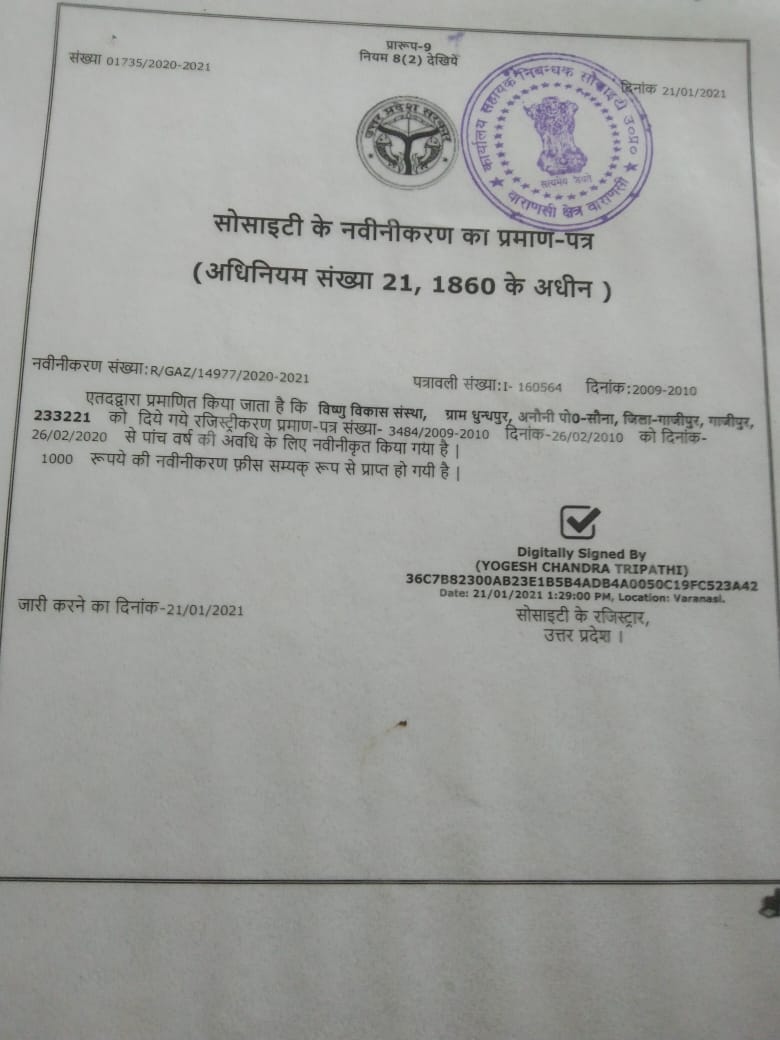 प्रारूप-9
संख्या 01735/2020-2021
नियम 8(2) देखिये
दिनांक 21/01/2021
उत्तर प्रदेश सरकार
कार्यालय सहायक निबन्धक सोसाइटी उ०प्र०
सत्यमेव जयते
वाराणसी क्षेत्र वाराणसी
सोसाइटी के नवीनीकरण का प्रमाण-पत्र
(अधिनियम संख्या 21, 1860 के अधीन )
नवीनीकरण संख्या:R/GAZ/14977/2020-2021 पत्रावली संख्या:I- 160564 दिनांक:2009-2010
एतदद्वारा प्रमाणित किया जाता है कि विष्णु विकास संस्था, ग्राम धुन्धपुर, अनौनी पो0-सौना, जिला-गाजीपुर, गाजीपुर,
233221 को दिये गये रजिस्ट्रीकरण प्रमाण-पत्र संख्या- 3484/2009-2010 दिनांक-26/02/2010 को दिनांक-
26/02/2020 से पांच वर्ष की अवधि के लिए नवीनीकृत किया गया है |
1000 रूपये की नवीनीकरण फ़ीस सम्यक् रूप से प्राप्त हो गयी है |
Digitally Signed By
(YOGESH CHANDRA TRIPATHI)
36C7B82300AB23E1B5B4ADB4A0050C19FC523A42
Date: 21/01/2021 1:29:00 PM, Location: Varanasi.
जारी करने का दिनांक-21/01/2021
सोसाइटी के रजिस्ट्रार,
उत्तर प्रदेश ।